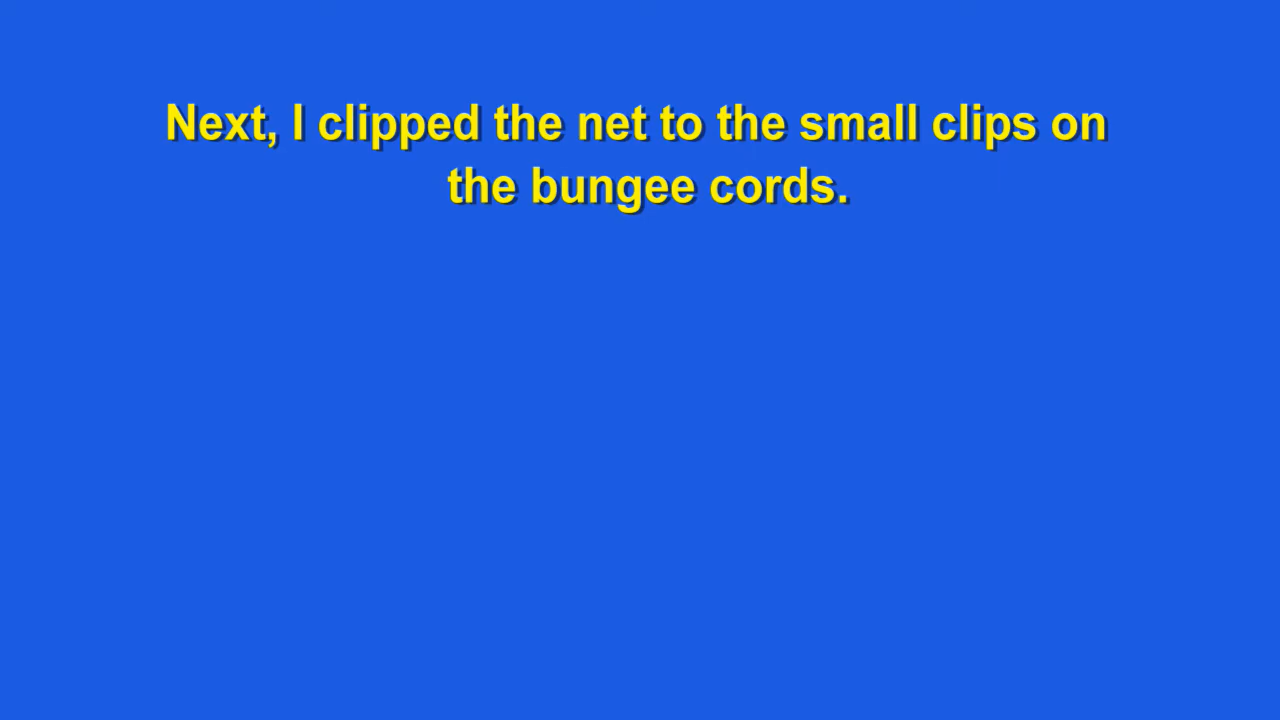 Next, I clipped the net to the small clips on
the bungee cords.